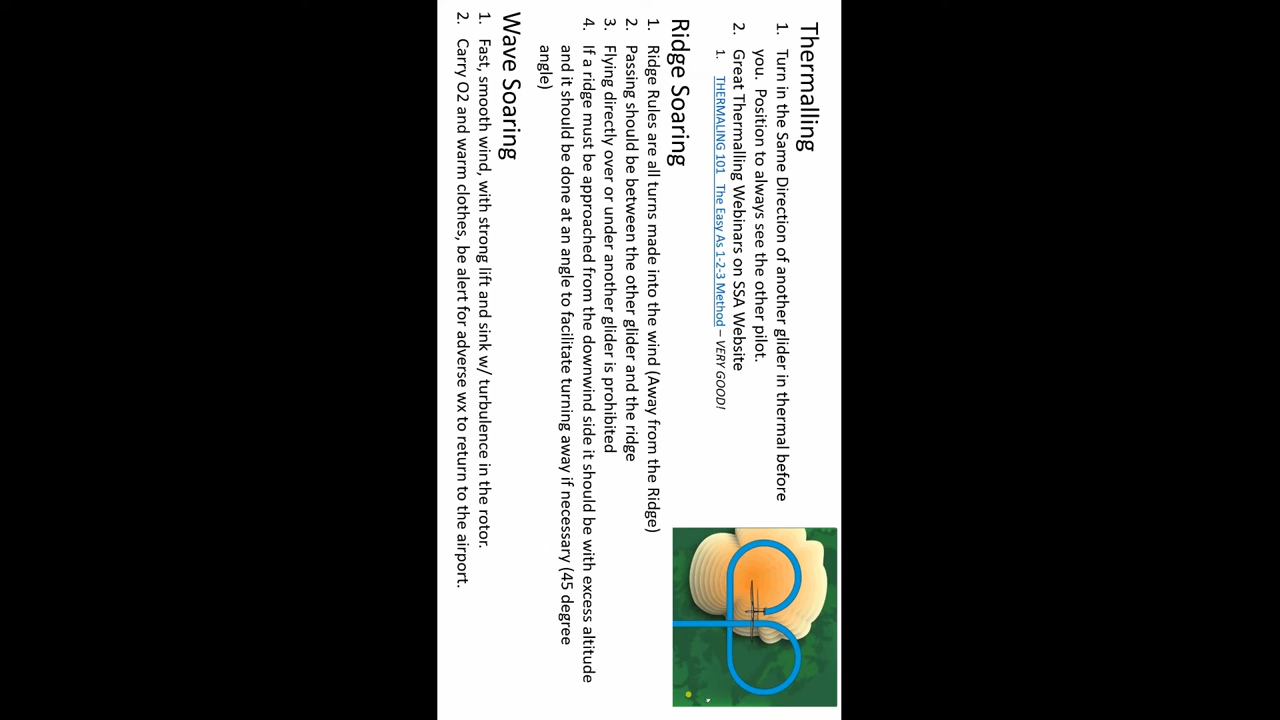 Thermalling
1. Turn in the Same Direction of another glider in thermal before
you. Position to always see the other pilot.
2. Great Thermalling Webinars on SSA Website
1. THERMALING 101 The Easy As 1-2-3 Method – VERY GOOD!
Ridge Soaring
1. Ridge Rules are all turns made into the wind (Away from the Ridge)
2. Passing should be between the other glider and the ridge
3. Flying directly over or under another glider is prohibited
4. If a ridge must be approached from the downwind side it should be with excess altitude
and it should be done at an angle to facilitate turning away if necessary (45 degree
angle)
Wave Soaring
1. Fast, smooth wind, with strong lift and sink w/ turbulence in the rotor.
2. Carry O2 and warm clothes, be alert for adverse wx to return to the airport.